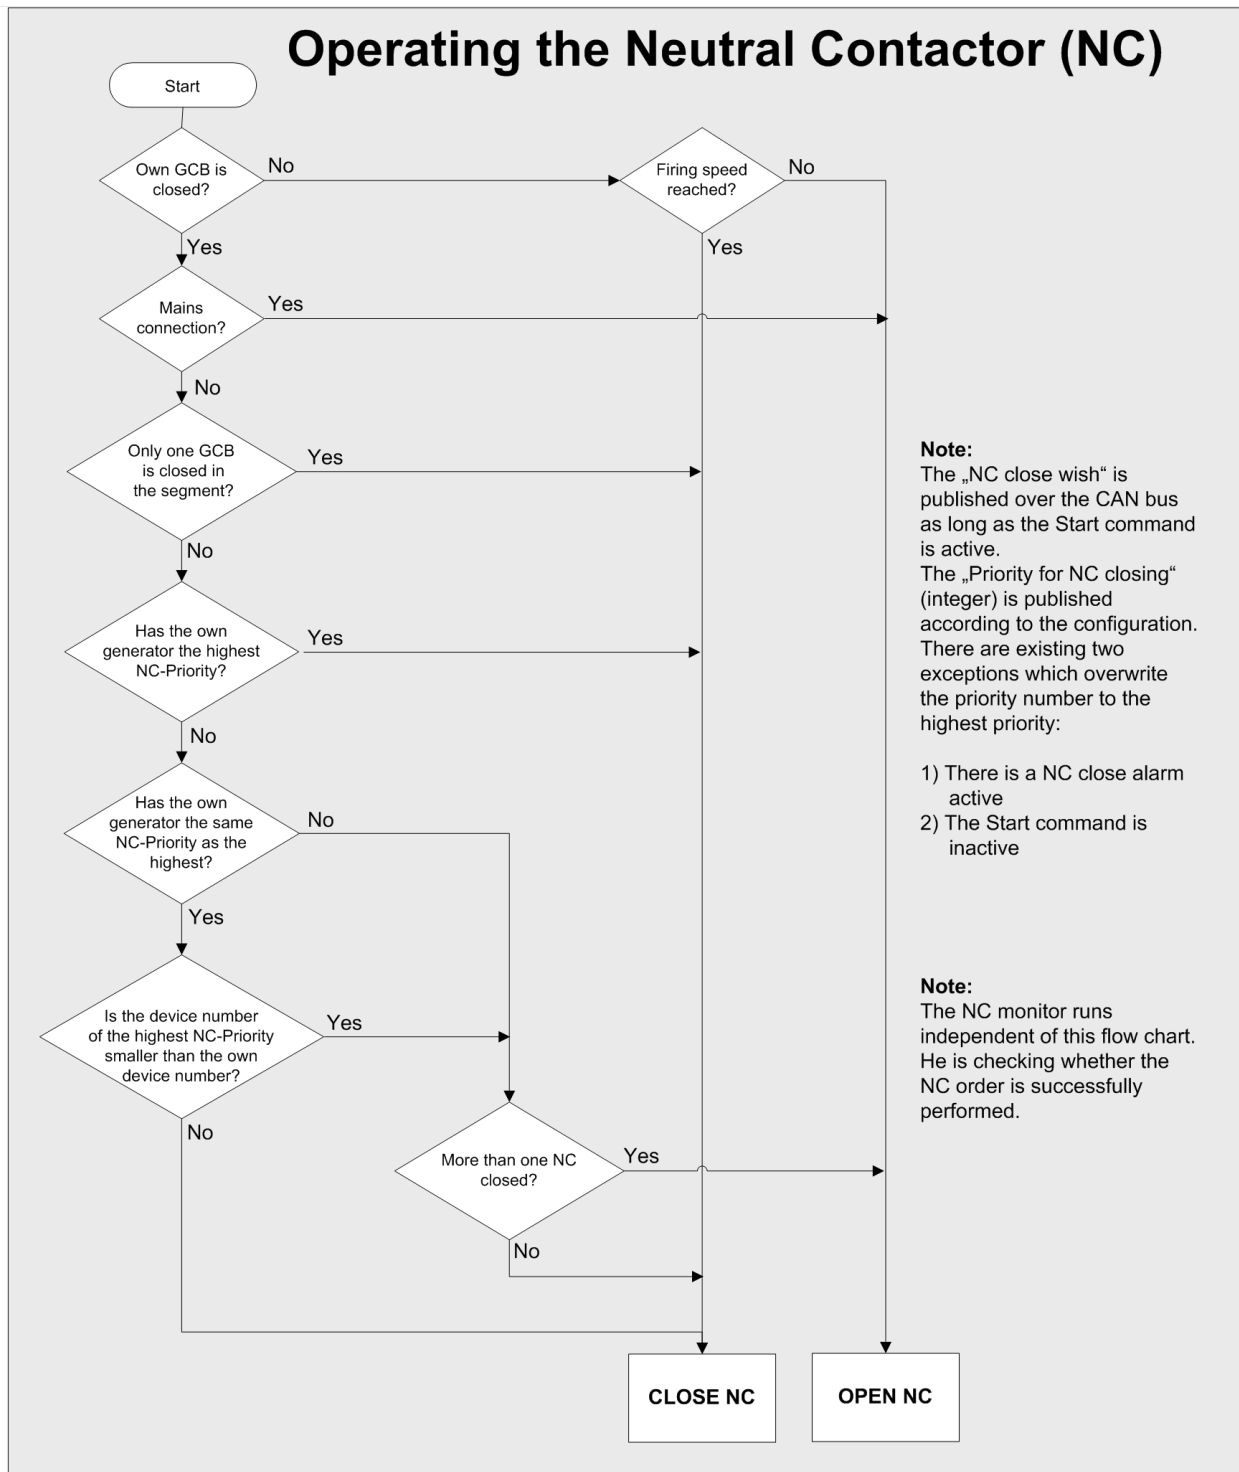 Operating the Neutral Contactor (NC)
Start
Own GCB is
closed?
No
Firing speed
reached?
No
Yes
Yes
Mains
connection?
Yes
No
Only one GCB
is closed in
the segment?
Yes
No
Has the own
generator the highest
NC-Priority?
Yes
No
Has the own
generator the same
NC-Priority as the
highest?
No
Yes
Is the device number
of the highest NC-Priority
smaller than the own
device number?
Yes
No
More than one NC
closed?
Yes
No
CLOSE NC
OPEN NC
Note:
The „NC close wish“ is
published over the CAN bus
as long as the Start command
is active.
The „Priority for NC closing“
(integer) is published
according to the configuration.
There are existing two
exceptions which overwrite
the priority number to the
highest priority:
1) There is a NC close alarm
active
2) The Start command is
inactive
Note:
The NC monitor runs
independent of this flow chart.
He is checking whether the
NC order is successfully
performed.